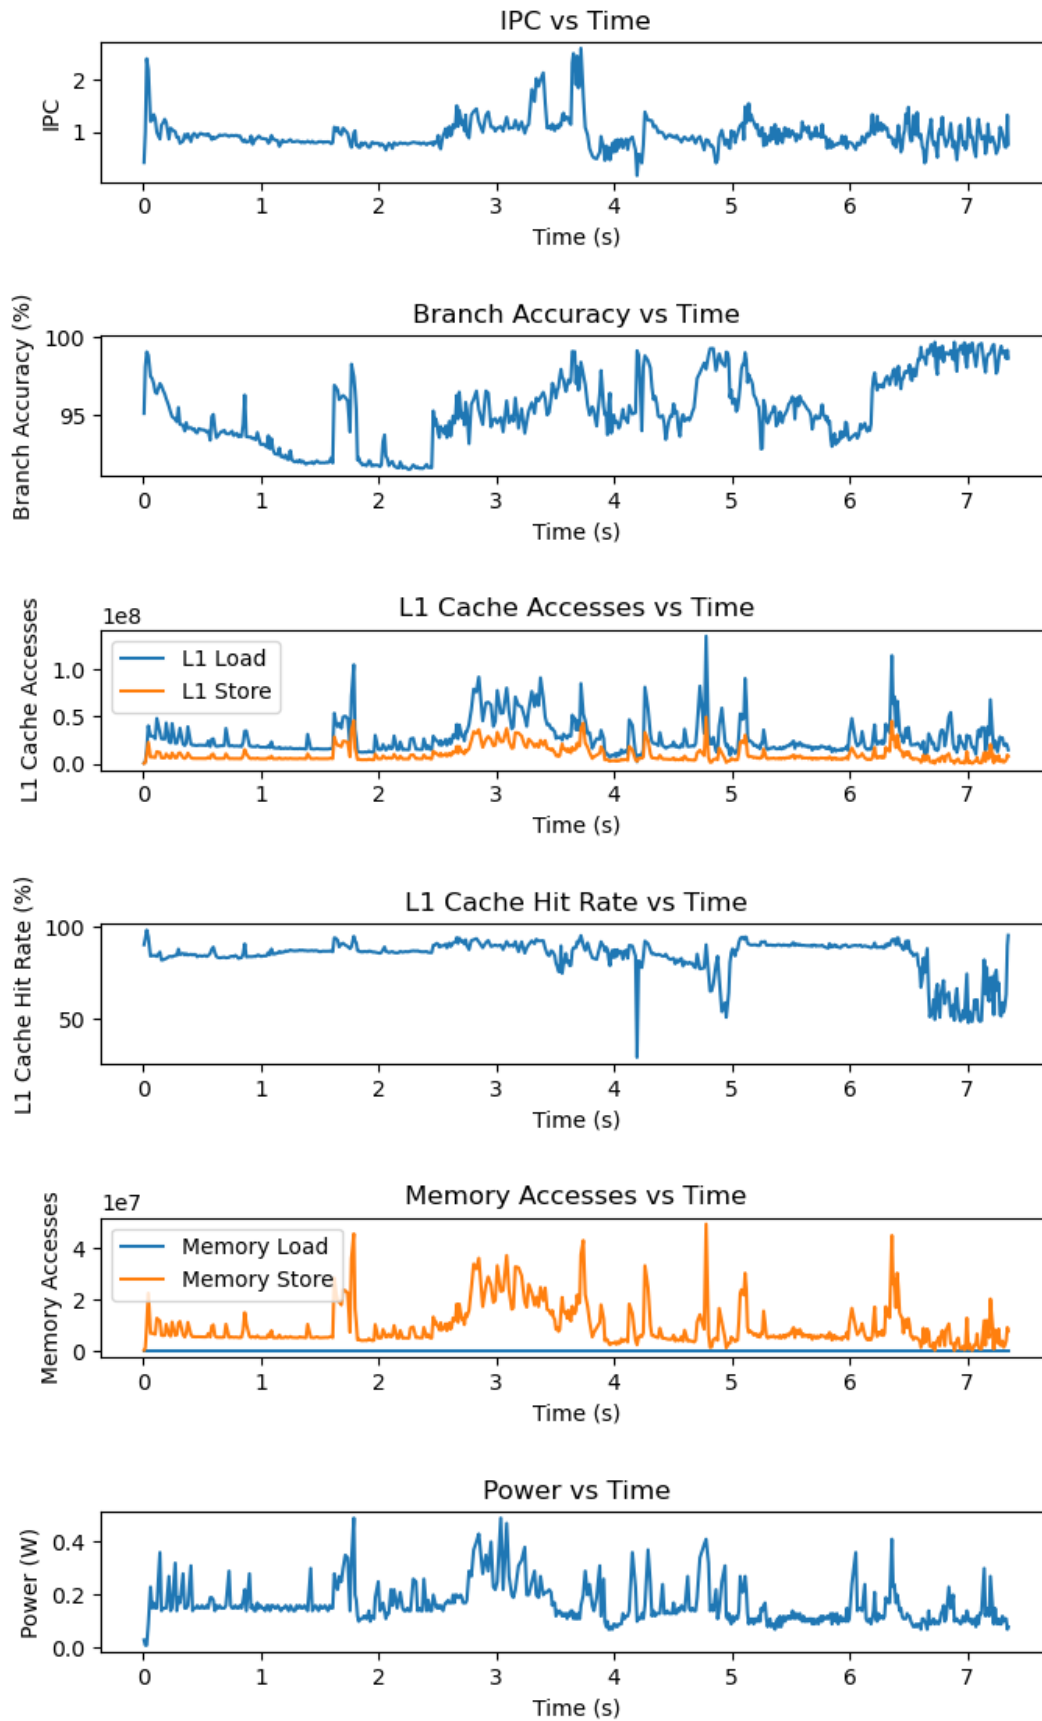 IPC vs Time
IPC
2
1
0 1 2 3 4 5 6 7
Time (s)
Branch Accuracy vs Time
Branch Accuracy (%)
100
95
0 1 2 3 4 5 6 7
Time (s)
L1 Cache Accesses vs Time
1e8
L1 Cache Accesses
L1 Load
L1 Store
1.0
0.5
0.0
0 1 2 3 4 5 6 7
Time (s)
L1 Cache Hit Rate vs Time
L1 Cache Hit Rate (%)
100
50
0 1 2 3 4 5 6 7
Time (s)
Memory Accesses vs Time
1e7
Memory Accesses
Memory Load
Memory Store
4
2
0
0 1 2 3 4 5 6 7
Time (s)
Power vs Time
Power (W)
0.4
0.2
0.0
0 1 2 3 4 5 6 7
Time (s)